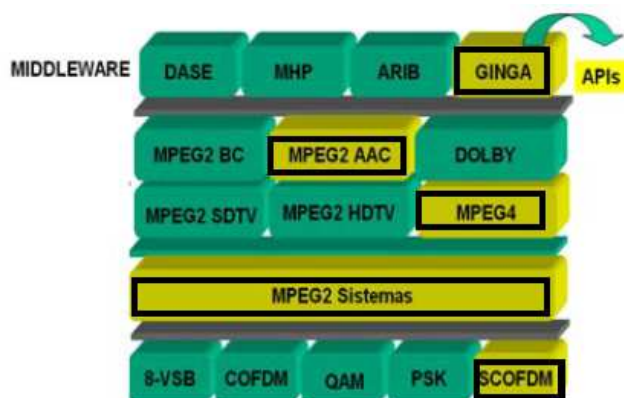 MIDDLEWARE DASE MHP ARIB GINGA APIs
MPEG2 BC MPEG2 AAC DOLBY
MPEG2 SDTV MPEG2 HDTV MPEG4
MPEG2 Sistemas
8-VSB COFDM QAM PSK SCOFDM